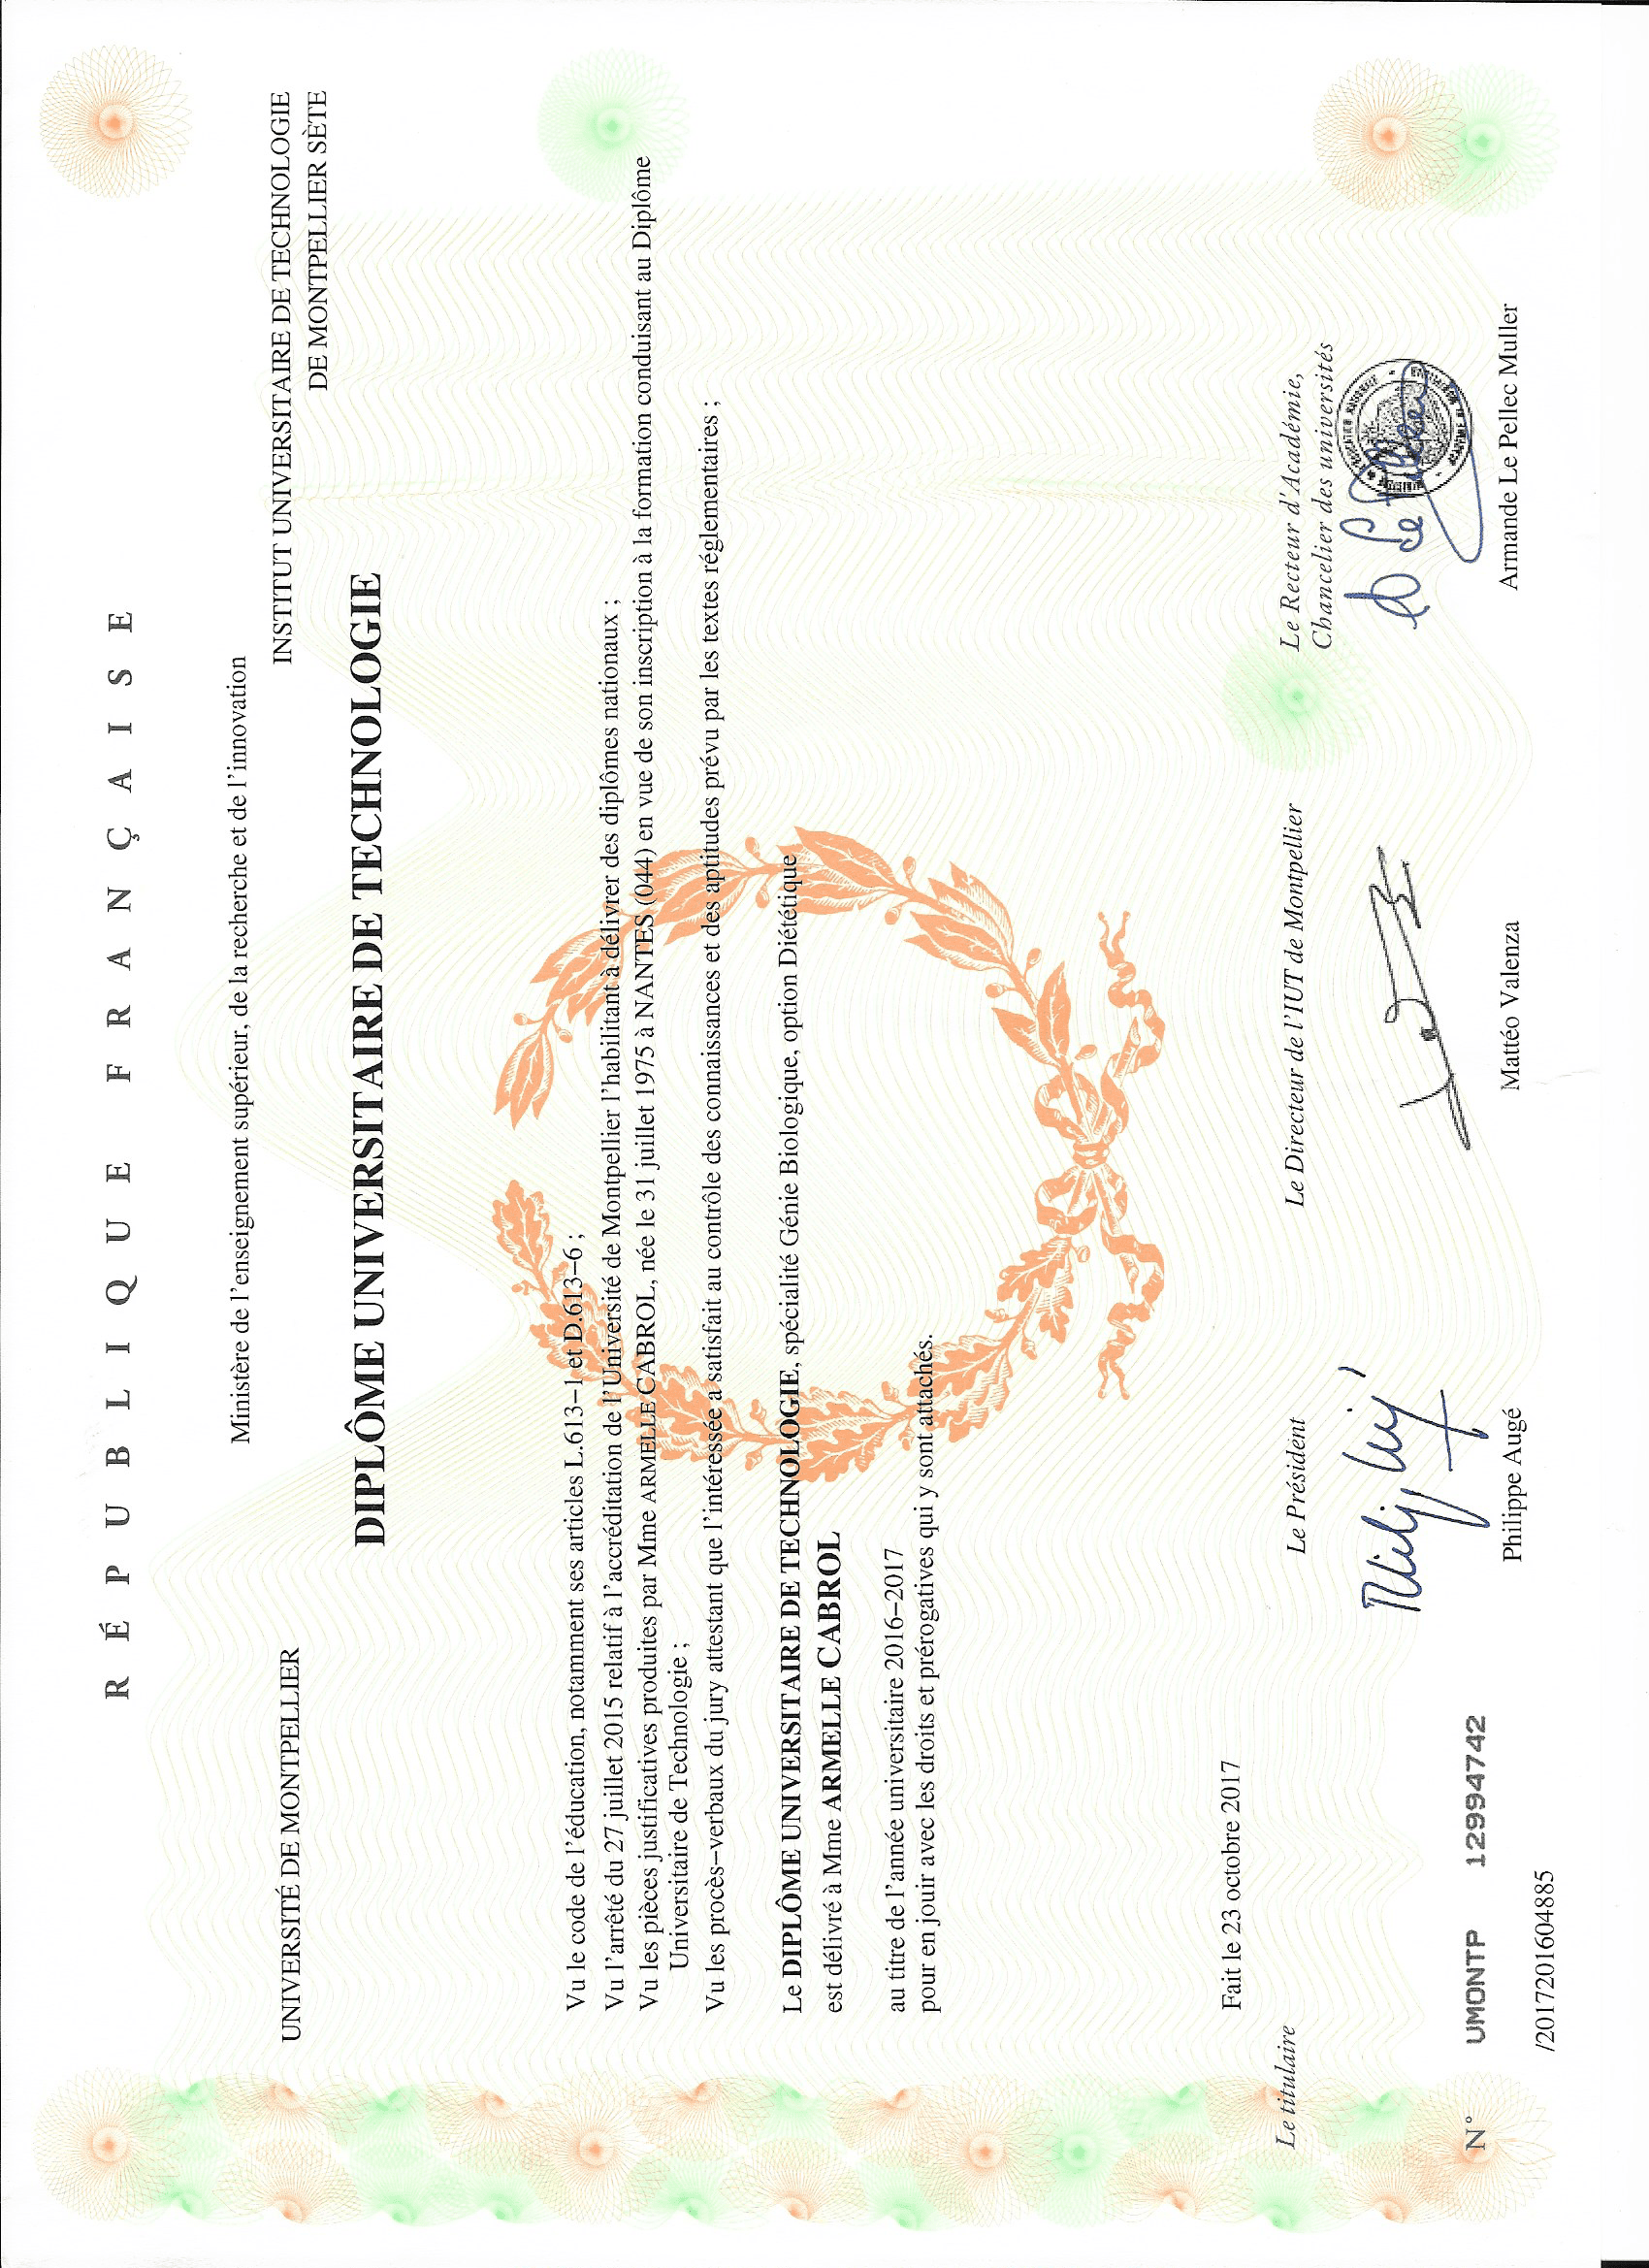 RÉPUBLIQUE FRANÇAISE
Ministère de l'enseignement supérieur, de la recherche et de l'innovation
UNIVERSITÉ DE MONTPELLIER
INSTITUT UNIVERSITAIRE DE TECHNOLOGIE
DE MONTPELLIER SÈTE
DIPLÔME UNIVERSITAIRE DE TECHNOLOGIE
Vu le code de l'éducation, notamment ses articles L.613-1 et D.613-6 ;
Vu l'arrêté du 27 juillet 2015 relatif à l'accréditation de l'Université de Montpellier l'habilitant à délivrer des diplômes nationaux ;
Vu les pièces justificatives produites par Mme ARMELLE CABROL, née le 31 juillet 1975 à NANTES (044) en vue de son inscription à la formation conduisant au Diplôme
Universitaire de Technologie ;
Vu les procès-verbaux du jury attestant que l'intéressée a satisfait au contrôle des connaissances et des aptitudes prévu par les textes réglementaires ;
Le DIPLÔME UNIVERSITAIRE DE TECHNOLOGIE, spécialité Génie Biologique, option Diététique
est délivré à Mme ARMELLE CABROL
au titre de l'année universitaire 2016-2017
pour en jouir avec les droits et prérogatives qui y sont attachés.
Fait le 23 octobre 2017
Le titulaire
Le Président
Le Directeur de l'IUT de Montpellier
Le Recteur d'Académie,
Chancelier des universités
Philippe Augé
Mattéo Valenza
Armande Le Pellec Muller
N° UMONTP 12994742
/2017201604885